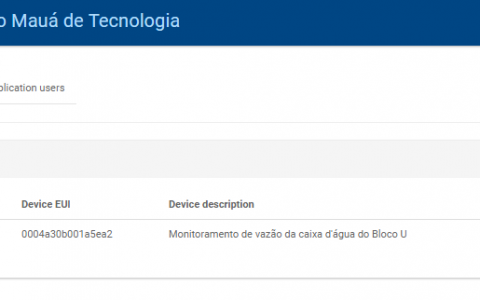 o Mauá de Tecnologia
plication users
Device EUI Device description
0004a30b001a5ea2 Monitoramento de vazão da caixa d'água do Bloco U